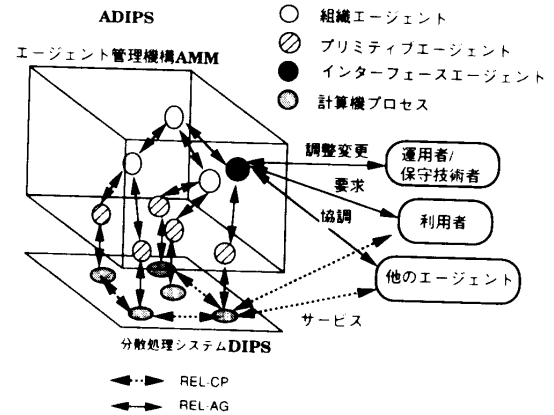 ADIPS
組織エージェント
プリミティブエージェント
インターフェースエージェント
計算機プロセス
エージェント管理機構AMM
調整変更
運用者/
保守技術者
要求
利用者
協調
他のエージェント
サービス
分散処理システムDIPS
REL-CP
REL-AG